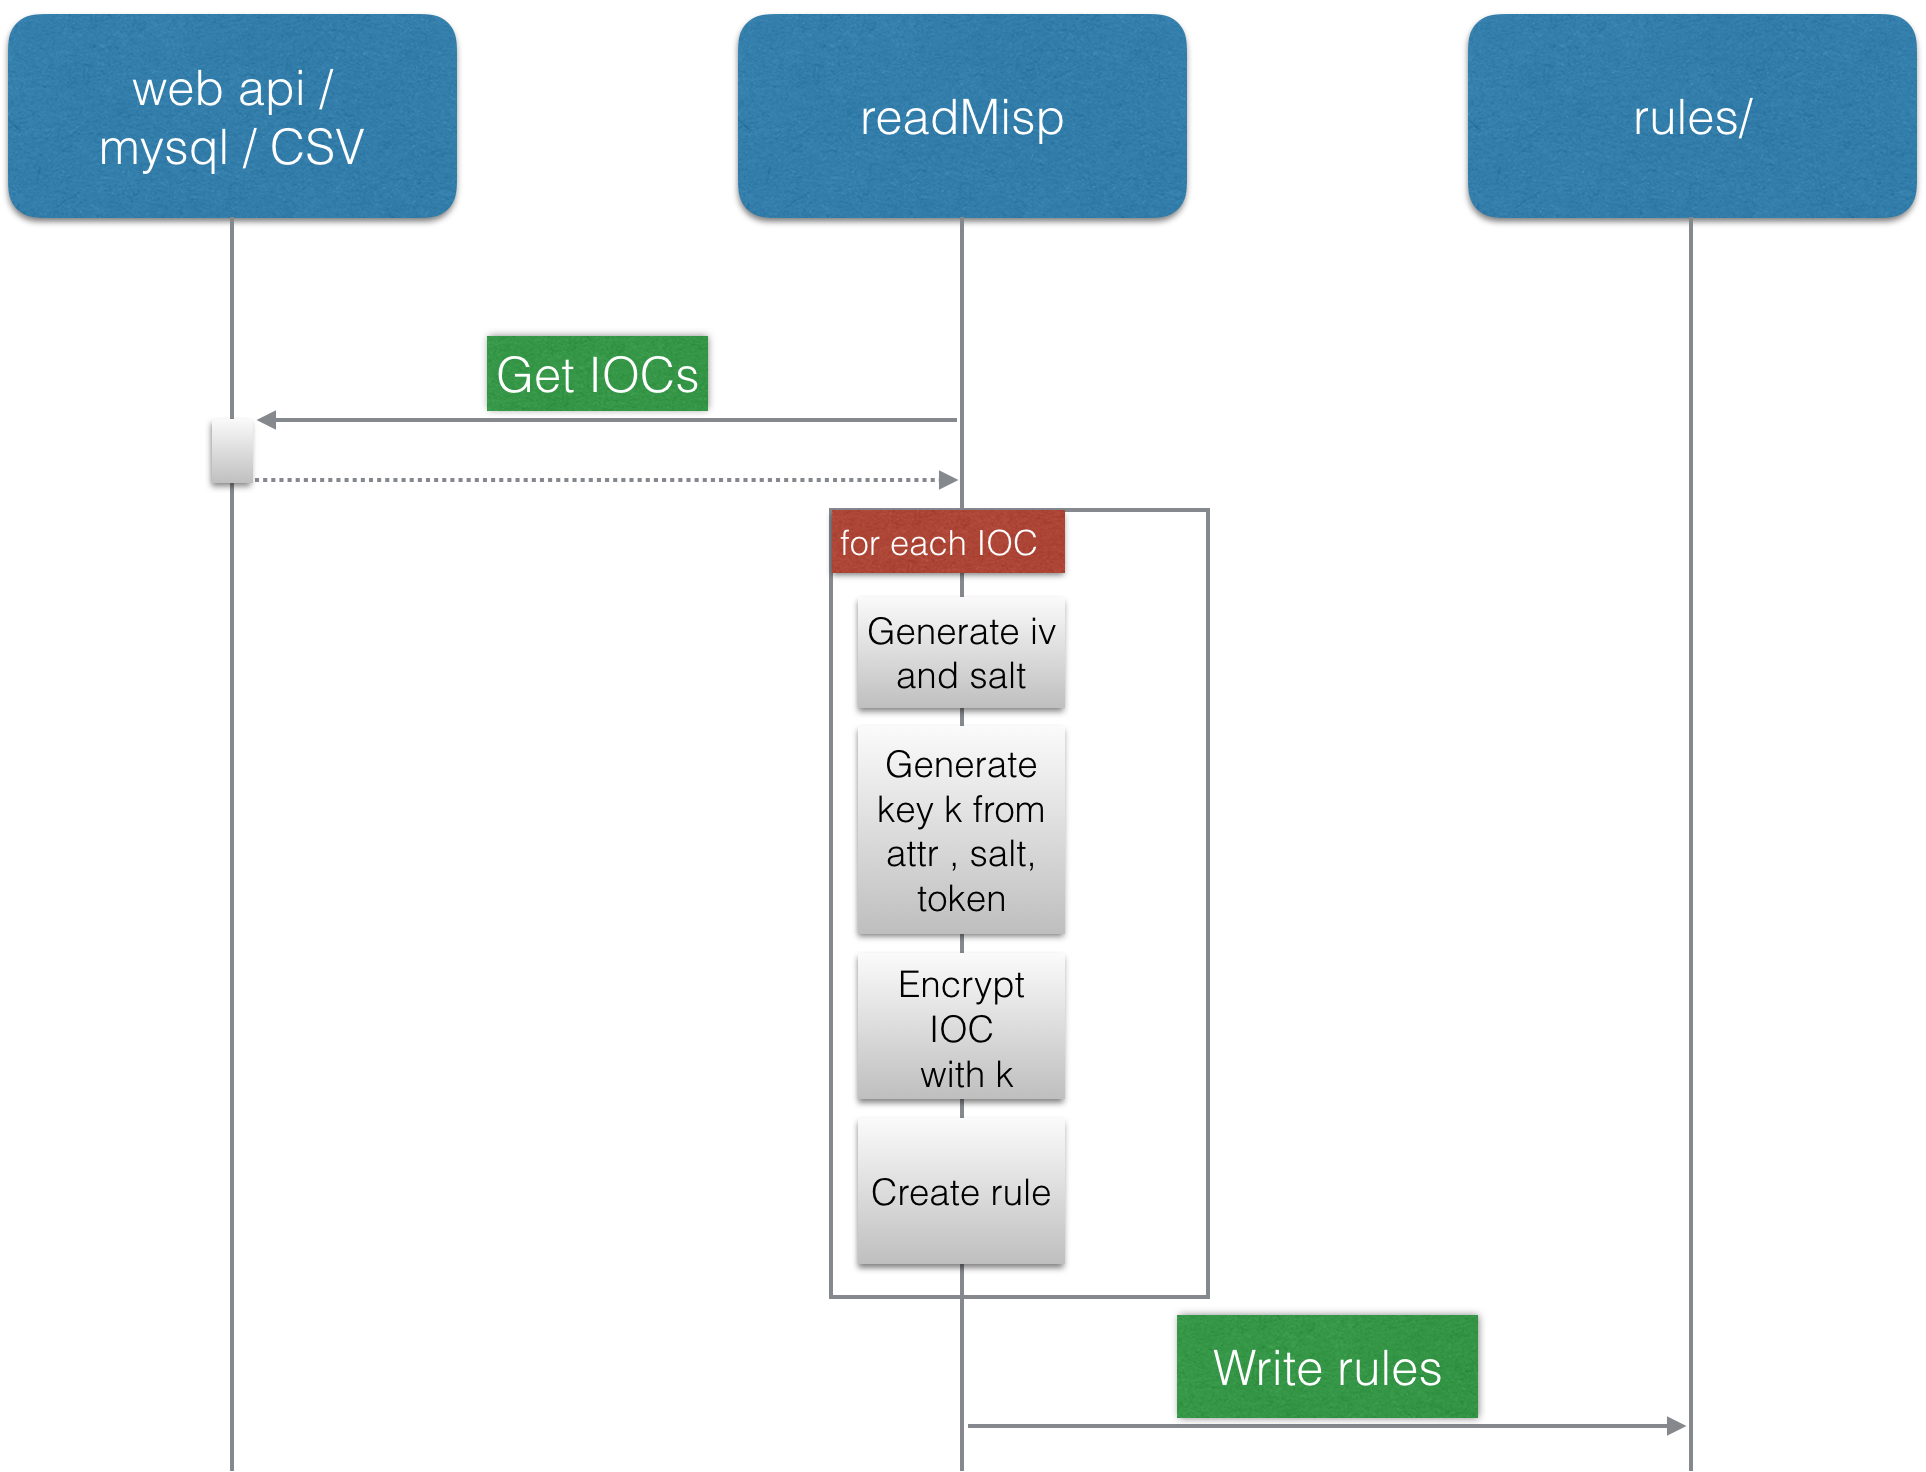 web api /
mysql / CSV
readMisp
rules/
Get IOCs
for each IOC
Generate iv
and salt
Generate
key k from
attr , salt,
token
Encrypt
IOC
with k
Create rule
Write rules